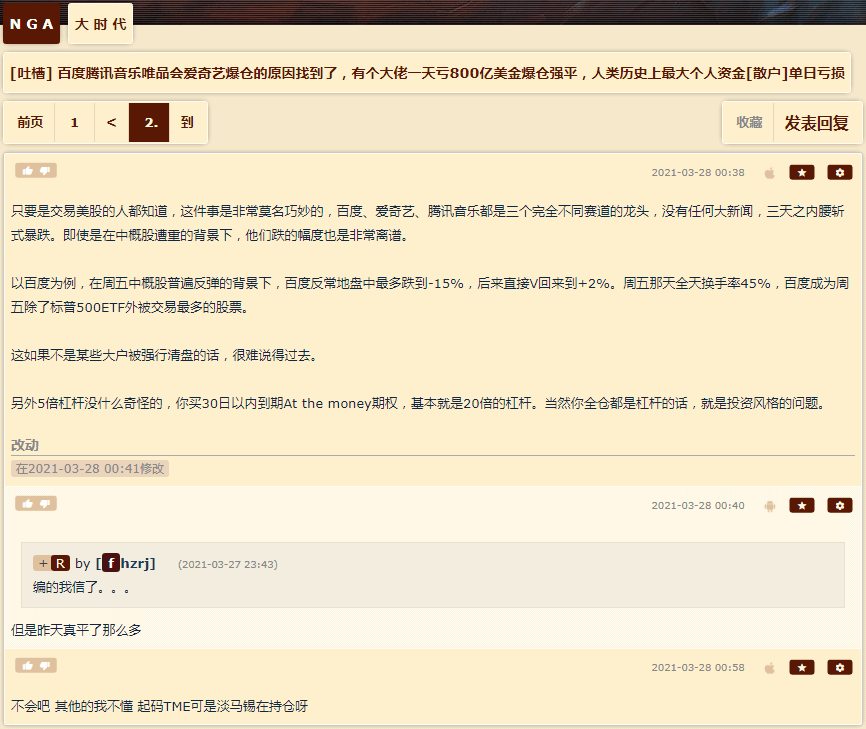 NGA 大时代
[吐槽] 百度腾讯音乐唯品会爱奇艺爆仓的原因找到了，有个大佬一天亏800亿美金爆仓强平，人类历史上最大个人资金[散户]单日亏损
前页 1 < 2. 到 收藏 发表回复
2021-03-28 00:38
只要是交易美股的人都知道，这件事是非常莫名巧妙的，百度、爱奇艺、腾讯音乐都是三个完全不同赛道的龙头，没有任何大新闻，三天之内腰斩
式暴跌。即使是在中概股遭重的背景下，他们跌的幅度也是非常离谱。
以百度为例，在周五中概股普遍反弹的背景下，百度反常地盘中最多跌到-15%，后来直接V回来到+2%。周五那天全天换手率45%，百度成为周
五除了标普500ETF外被交易最多的股票。
这如果不是某些大户被强行清盘的话，很难说得过去。
另外5倍杠杆没什么奇怪的，你买30日以内到期At the money期权，基本就是20倍的杠杆。当然你全仓都是杠杆的话，就是投资风格的问题。
改动
在2021-03-28 00:41修改
2021-03-28 00:40
+ R by [fhzrj] (2021-03-27 23:43)
编的我信了。。。
但是昨天真平了那么多
2021-03-28 00:58
不会吧 其他的我不懂 起码TME可是淡马锡在持仓呀